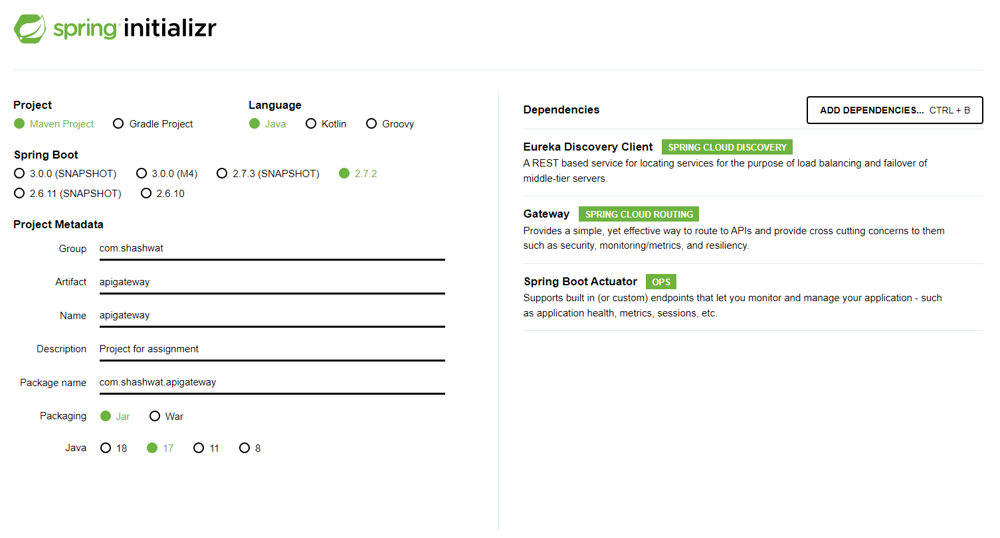 spring initializr
Project
Maven Project Gradle Project
Language
Java Kotlin Groovy
Spring Boot
3.0.0 (SNAPSHOT) 3.0.0 (M4) 2.7.3 (SNAPSHOT) 2.7.2
2.6.11 (SNAPSHOT) 2.6.10
Project Metadata
Group com.shashwat
Artifact apigateway
Name apigateway
Description Project for assignment
Package name com.shashwat.apigateway
Packaging Jar War
Java 18 17 11 8
Dependencies ADD DEPENDENCIES... CTRL + B
Eureka Discovery Client SPRING CLOUD DISCOVERY
A REST based service for locating services for the purpose of load balancing and failover of
middle-tier servers.
Gateway SPRING CLOUD ROUTING
Provides a simple, yet effective way to route to APIs and provide cross cutting concerns to them
such as security, monitoring/metrics, and resiliency.
Spring Boot Actuator OPS
Supports built in (or custom) endpoints that let you monitor and manage your application - such
as application health, metrics, sessions, etc.